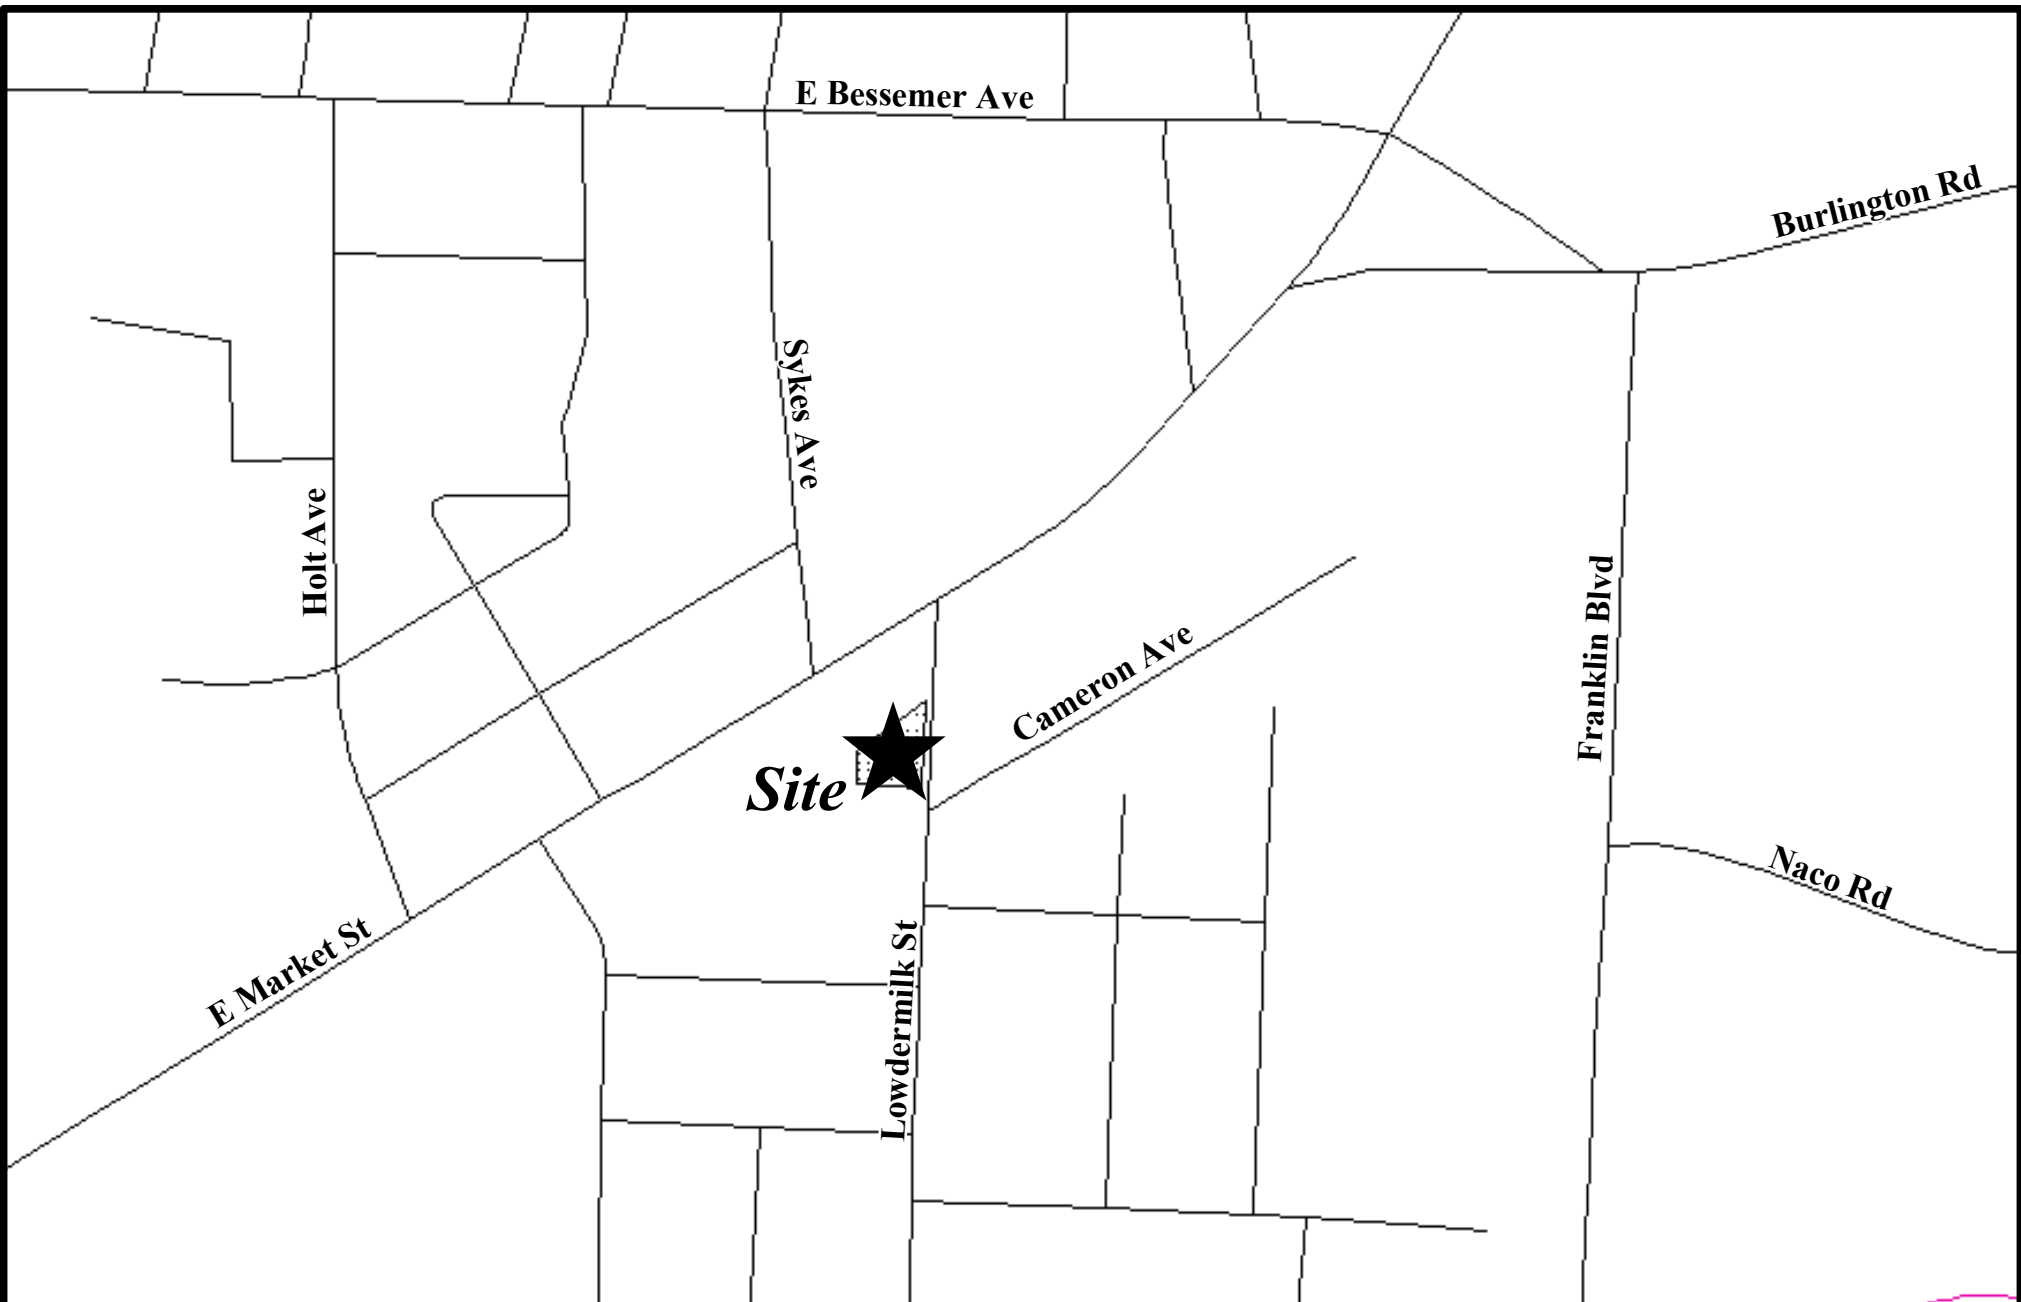 E Bessemer Ave
Burlington Rd
Sykes Ave
Holt Ave
Franklin Blvd
Cameron Ave
Site
Naco Rd
E Market St
Lowdermilk St